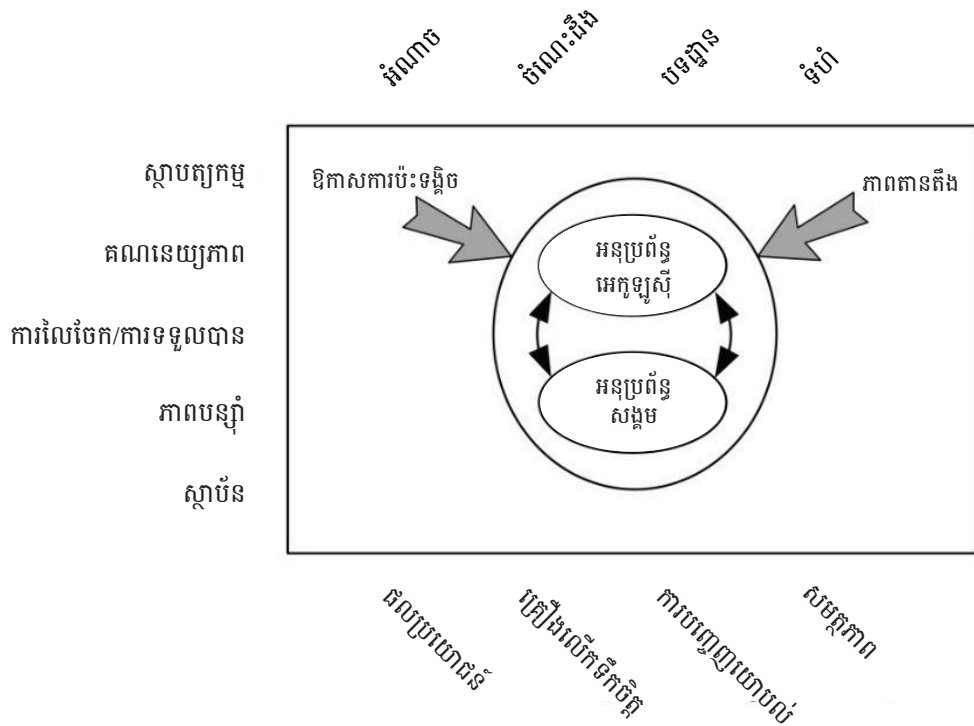 អំណាច
ចំណេះដឹង
បទដ្ឋាន
ទំហំ
ស្ថាបត្យកម្ម
គណនេយ្យភាព
ការលៃចែក/ការទទួលបាន
ភាពបន្ស៊ាំ
ស្ថាប័ន
ឱកាសការប៉ះទង្គិច
ភាពតានតឹង
អនុប្រព័ន្ធ
អេកូឡូស៊ី
អនុប្រព័ន្ធ
សង្គម
ផលប្រយោជន៍
គ្រឿងលើកទឹកចិត្ត
ការបញ្ចេញយោបល់
សមត្ថភាព